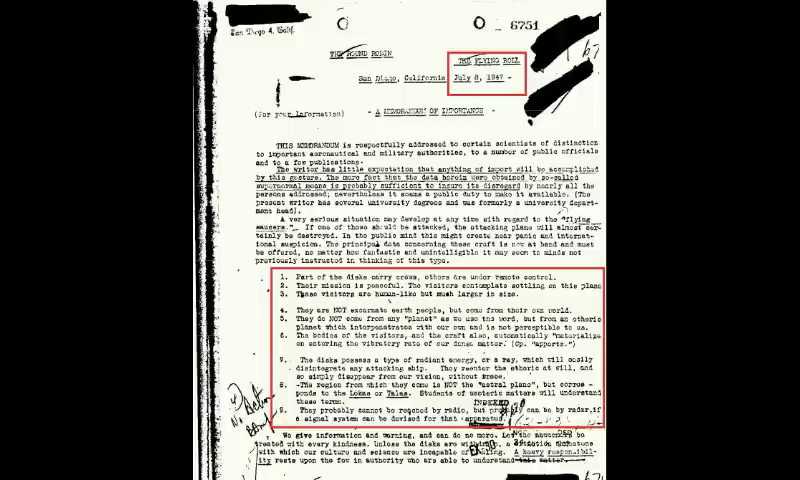 San Diego 4, Calif.
6751
THE ROUND ROBIN
THE FLYING ROLL
San Diego, California July 8, 1947 -
(For your Information) - A MEMORANDUM OF IMPORTANCE -
THIS MEMORANDUM is respectfully addressed to certain scientists of distinction
to important aeronautical and military authorities, to a number of public officials
and to a few publications.
The writer has little expectation that anything of import will be accomplished
by this gesture. The mere fact that the data herein were obtained by so-called
supernormal means is probably sufficient to insure its disregard by nearly all the
persons addressed; nevertheless it seems a public duty to make it available. (The
present writer has several university degrees and was formerly a university depart-
ment head).
A very serious situation may develop at any time with regard to the "flying
saucers." If one of these should be attacked, the attacking plane will almost cer-
tainly be destroyed. In the public mind this might create near panic and internat-
ional suspicion. The principal data concerning these craft is now at hand and must
be offered, no matter how fantastic and unintelligible it may seem to minds not
previously instructed in thinking of this type.
1. Part of the disks carry crews, others are under remote control.
2. Their mission is peaceful. The visitors contemplate settling on this plane
3. These visitors are human-like but much larger in size.
4. They are NOT excarnate earth people, but come from their own world.
5. They do NOT come from any "planet" as we use the word, but from an etheric
planet which interpenetrates with our own and is not perceptible to us.
6. The bodies of the visitors, and the craft also, automatically "materialize
on entering the vibratory rate of our dense matter. (Cp. "apports.")
7. The disks possess a type of radiant energy, or a ray, which will easily
disintegrate any attacking ship. They reenter the etheric at will, and
so simply disappear from our vision, without trace.
8. The region from which they come is NOT the "astral plane", but corres-
ponds to the Lokas or Talas. Students of esoteric matters will understand
these terms.
9. They probably cannot be reached by radio, but probably can be by radar, if
a signal system can be devised for that apparatus.
INDEXED
We give information and warning, and can do no more. Let the newcomers be
treated with every kindness. Unless the disks are
with which our culture and science are incapable of A heavy responsibil-
ity rests upon the few in authority who are able to understand this matter.